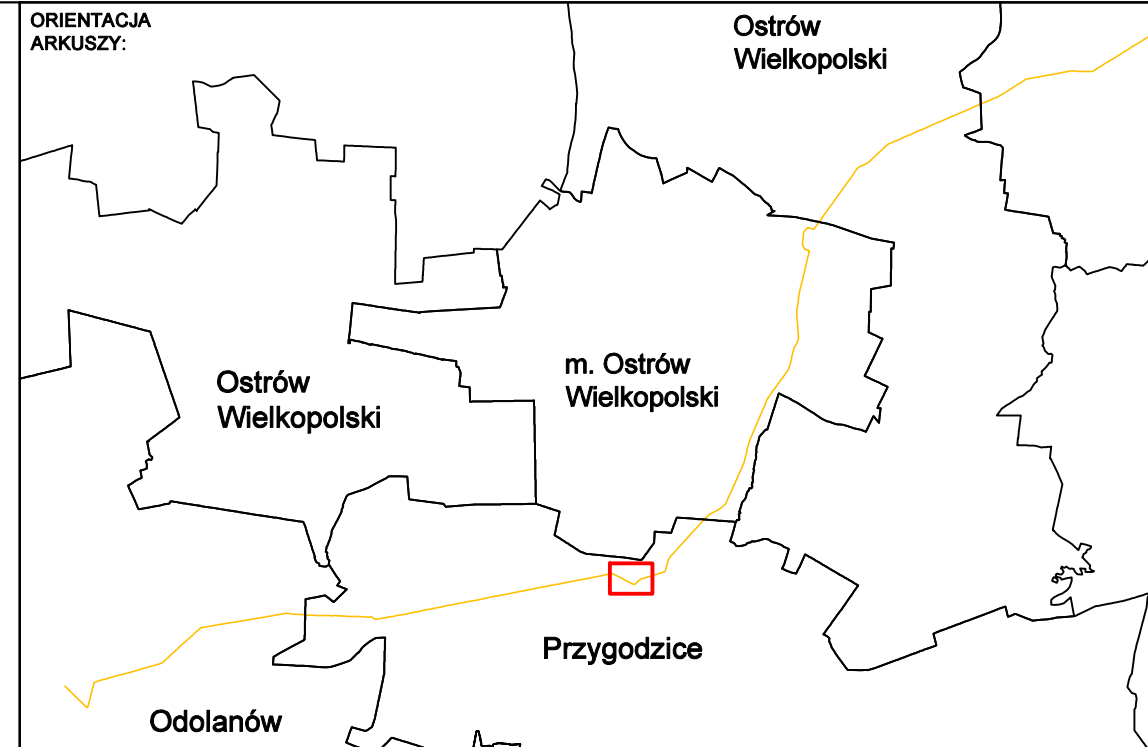 ORIENTACJA
ARKUSZY:
Ostrów
Wielkopolski
m. Ostrów
Wielkopolski
Ostrów
Wielkopolski
Przygodzice
Odolanów